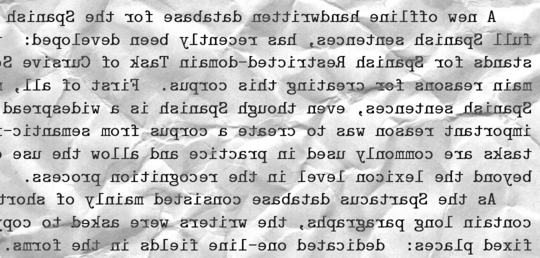 A new offline handwritten database for the Spanish
full Spanish sentences, has recently been developed:
stands for Spanish Restricted-domain Task of Cursive
main reasons for creating this corpus. First of all,
Spanish sentences, even though Spanish is a widespread
important reason was to create a corpus from semantic-
tasks are commonly used in practice and allow the use
beyond the lexicon level in the recognition process.
As the Spartacus database consisted mainly of short
contain long paragraphs, the writers were asked to copy
fixed places: dedicated one-line fields in the forms.